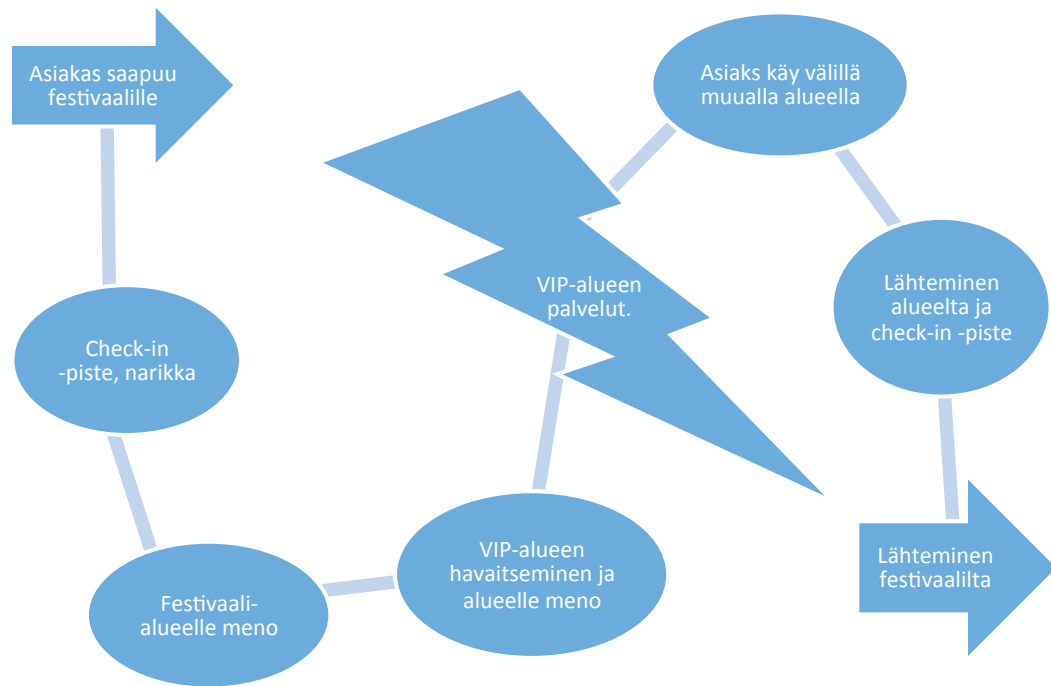 Asiakas saapuu
festivaalille
Check-in
-piste, narikka
Festivaali-
alueelle meno
VIP-alueen
havaitseminen ja
alueelle meno
VIP-alueen
palvelut.
Asiaks käy välillä
muualla alueella
Lähteminen
alueelta ja
check-in -piste
Lähteminen
festivaalilta